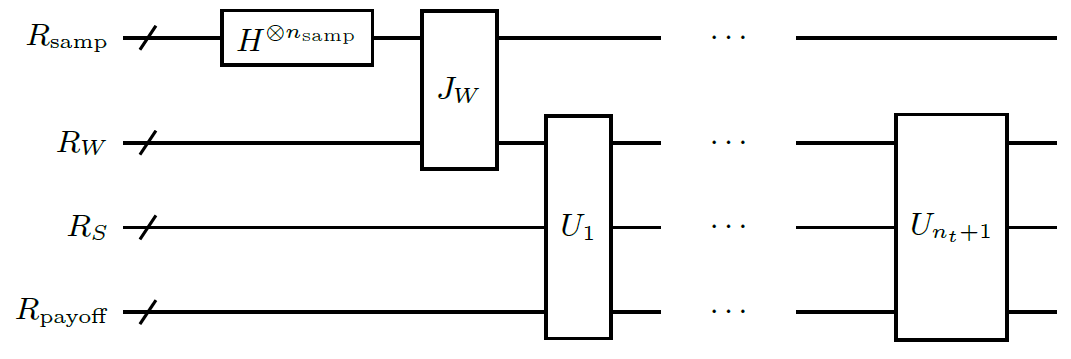 R_samp H^{⊗n_samp} J_W ···
R_W ···
R_S U_1 ··· U_{n_t+1}
R_payoff ···